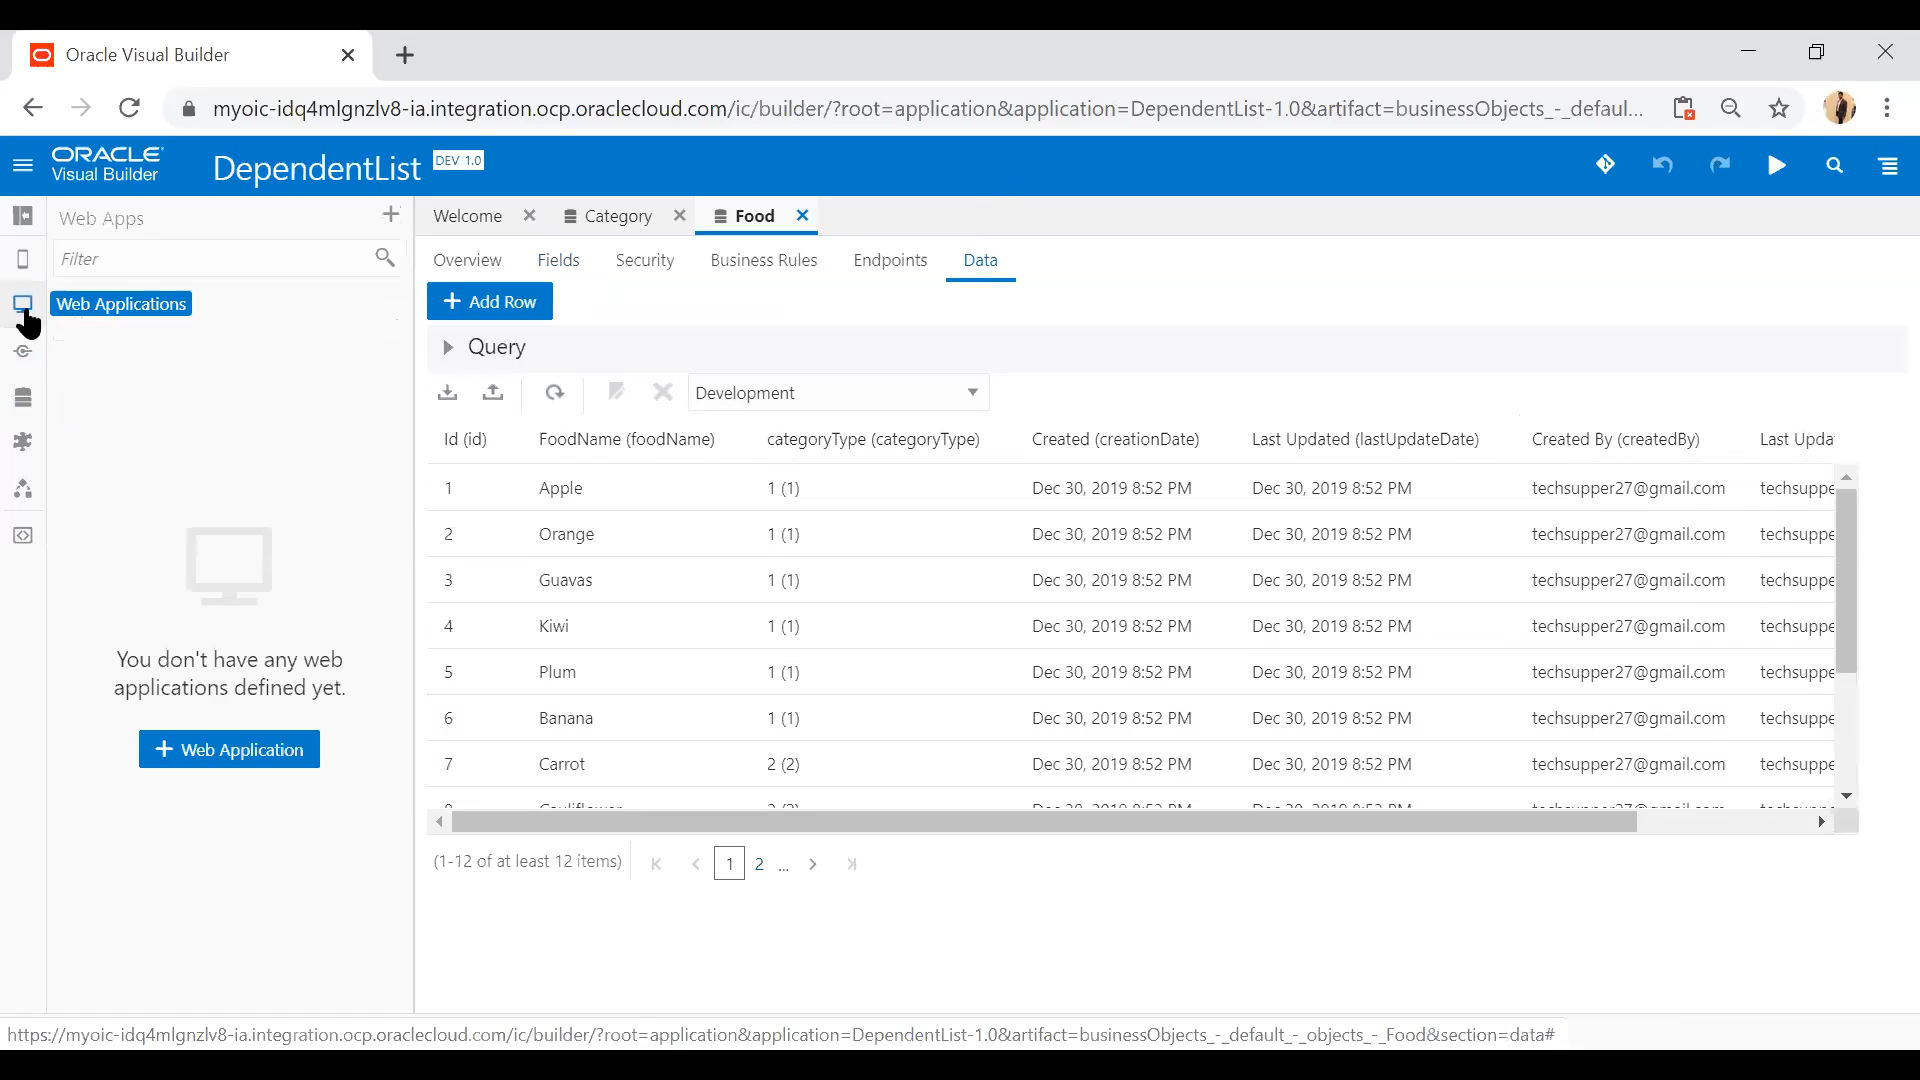 Oracle Visual Builder
myoic-idq4mlgnzlv8-ia.integration.ocp.oraclecloud.com/ic/builder/?root=application&application=DependentList-1.0&artifact=businessObjects_-_defaul...
ORACLE
Visual Builder
DependentList
DEV 1.0
Web Apps
Filter
Web Applications
You don't have any web
applications defined yet.
+ Web Application
Welcome
Category
Food
Overview
Fields
Security
Business Rules
Endpoints
Data
+ Add Row
Query
Development
Id (id) FoodName (foodName) categoryType (categoryType) Created (creationDate) Last Updated (lastUpdateDate) Created By (createdBy) Last Upda
1 Apple 1 (1) Dec 30, 2019 8:52 PM Dec 30, 2019 8:52 PM techsupper27@gmail.com techsuppe
2 Orange 1 (1) Dec 30, 2019 8:52 PM Dec 30, 2019 8:52 PM techsupper27@gmail.com techsuppe
3 Guavas 1 (1) Dec 30, 2019 8:52 PM Dec 30, 2019 8:52 PM techsupper27@gmail.com techsuppe
4 Kiwi 1 (1) Dec 30, 2019 8:52 PM Dec 30, 2019 8:52 PM techsupper27@gmail.com techsuppe
5 Plum 1 (1) Dec 30, 2019 8:52 PM Dec 30, 2019 8:52 PM techsupper27@gmail.com techsuppe
6 Banana 1 (1) Dec 30, 2019 8:52 PM Dec 30, 2019 8:52 PM techsupper27@gmail.com techsuppe
7 Carrot 2 (2) Dec 30, 2019 8:52 PM Dec 30, 2019 8:52 PM techsupper27@gmail.com techsuppe
(1-12 of at least 12 items) 1 2 ...
https://myoic-idq4mlgnzlv8-ia.integration.ocp.oraclecloud.com/ic/builder/?root=application&application=DependentList-1.0&artifact=businessObjects_-_default_-_objects_-_Food&section=data#